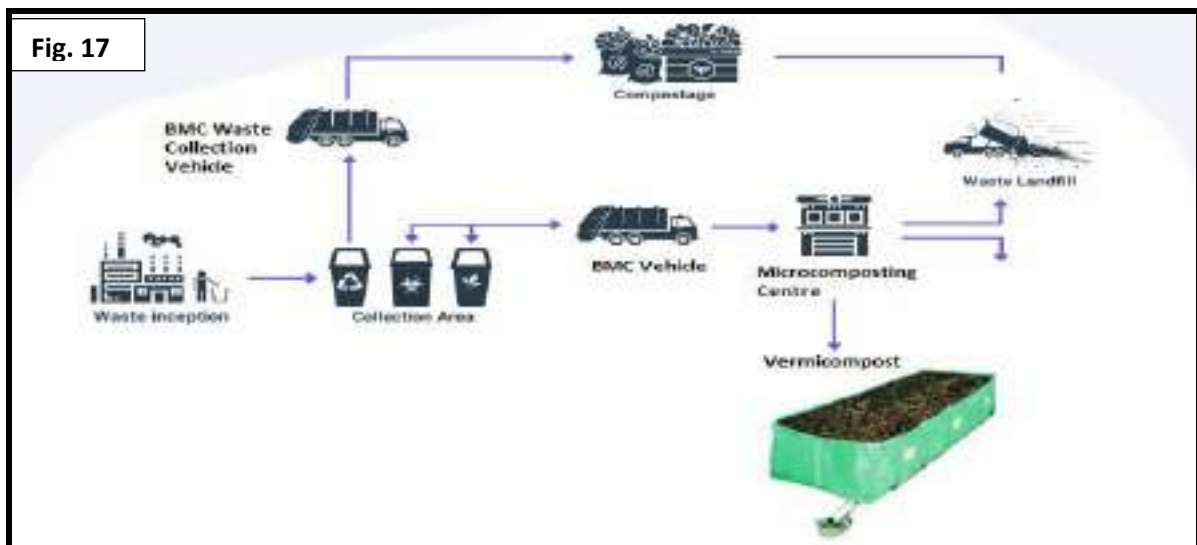 Fig. 17
Compostage
BMC Waste
Collection
Vehicle
Waste Landfill
BMC Vehicle
Microcomposting
Centre
Waste inception
Collection Area
Vermicompost